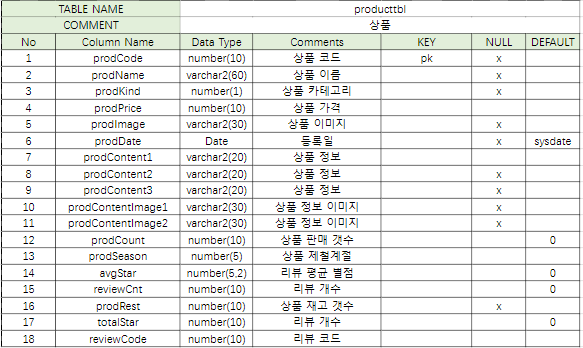 TABLE NAME producttbl
COMMENT 상품
No Column Name Data Type Comments KEY NULL DEFAULT
1 prodCode number(10) 상품 코드 pk x
2 prodName varchar2(60) 상품 이름 x
3 prodKind number(1) 상품 카테고리 x
4 prodPrice number(10) 상품 가격
5 prodImage varchar2(30) 상품 이미지 x
6 prodDate Date 등록일 x sysdate
7 prodContent1 varchar2(20) 상품 정보
8 prodContent2 varchar2(20) 상품 정보 x
9 prodContent3 varchar2(20) 상품 정보 x
10 prodContentImage1 varchar2(30) 상품 정보 이미지 x
11 prodContentImage2 varchar2(30) 상품 정보 이미지 x
12 prodCount number(10) 상품 판매 갯수 0
13 prodSeason number(5) 상품 제철계절
14 avgStar number(5,2) 리뷰 평균 별점 0
15 reviewCnt number(10) 리뷰 개수 0
16 prodRest number(10) 상품 재고 갯수 x
17 totalStar number(10) 리뷰 개수 0
18 reviewCode number(10) 리뷰 코드